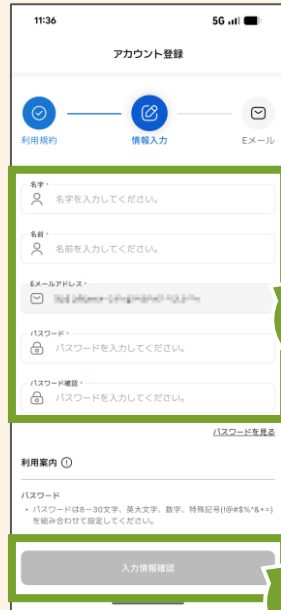 11:36
5G
アカウント登録
利用規約
情報入力
Eメール
名字*
名字を入力してください。
名前*
名前を入力してください。
Eメールアドレス*
パスワード*
パスワードを入力してください。
パスワード確認*
パスワードを入力してください。
パスワードを見る
利用案内
パスワード
・パスワードは8〜30文字、英大文字、数字、特殊記号(!@#$%^&+=)
を組み合わせて設定してください。
入力情報確認